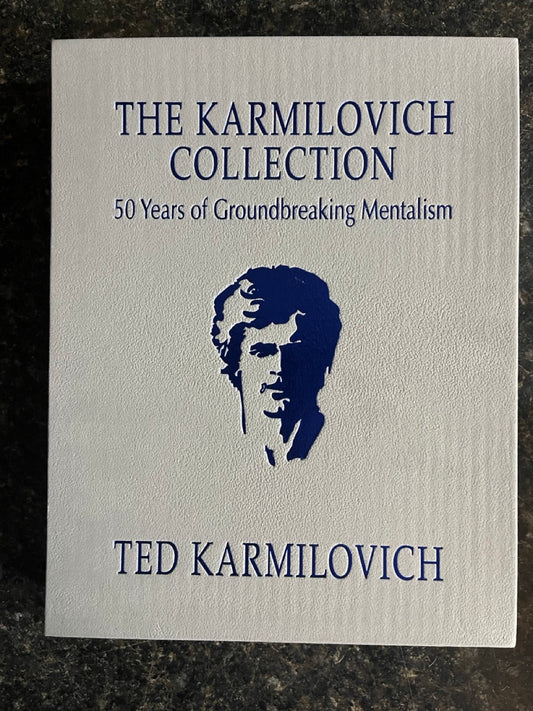 THE KARMILOVICH
COLLECTION
50 Years of Groundbreaking Mentalism
TED KARMILOVICH